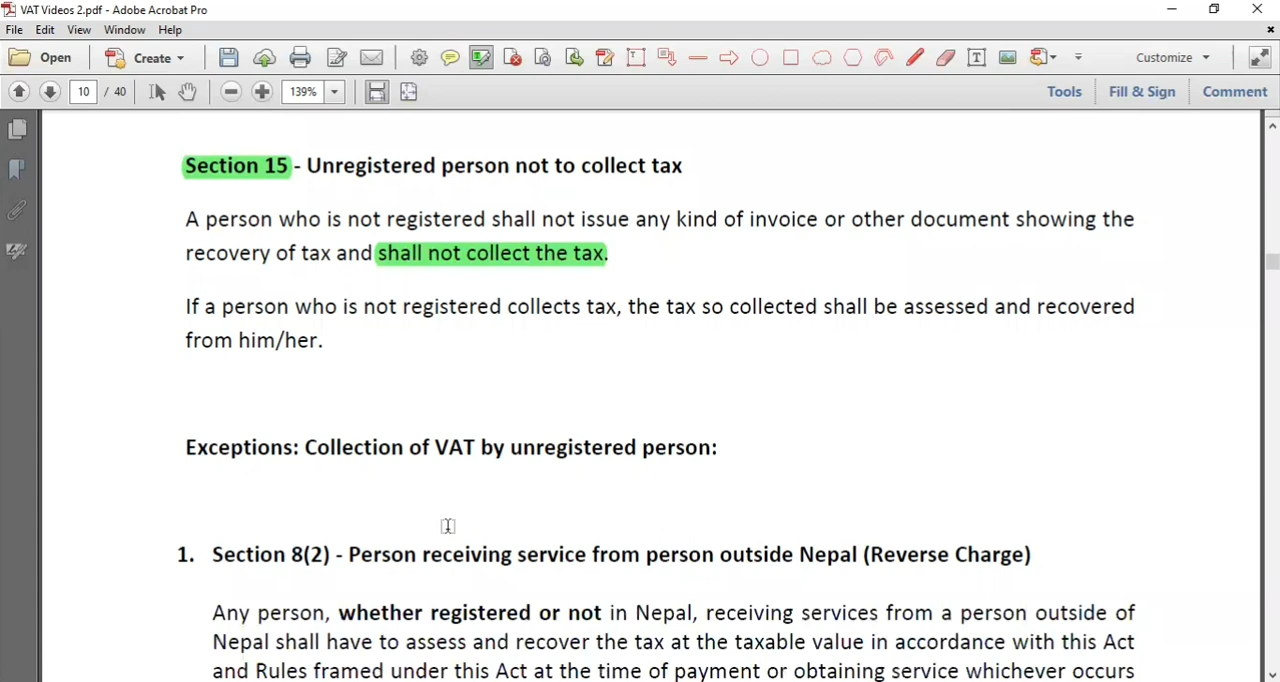 VAT Videos 2.pdf - Adobe Acrobat Pro
File Edit View Window Help
Open Create Customize
10 / 40 139% Tools Fill & Sign Comment
Section 15 - Unregistered person not to collect tax
A person who is not registered shall not issue any kind of invoice or other document showing the
recovery of tax and shall not collect the tax.
If a person who is not registered collects tax, the tax so collected shall be assessed and recovered
from him/her.
Exceptions: Collection of VAT by unregistered person:
1. Section 8(2) - Person receiving service from person outside Nepal (Reverse Charge)
Any person, whether registered or not in Nepal, receiving services from a person outside of
Nepal shall have to assess and recover the tax at the taxable value in accordance with this Act
and Rules framed under this Act at the time of payment or obtaining service whichever occurs